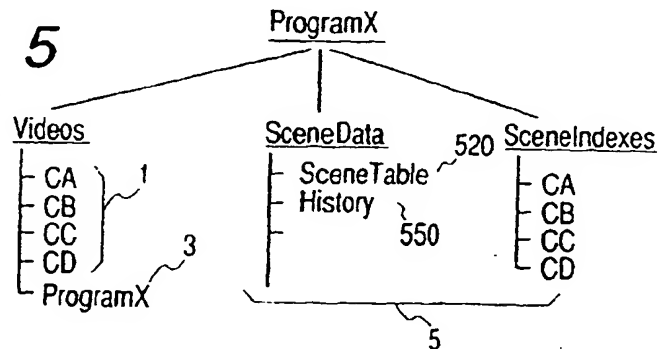 5
ProgramX
Videos
CA
CB
CC
CD
ProgramX
1
3
SceneData
SceneTable
History
520
550
SceneIndexes
CA
CB
CC
CD
5